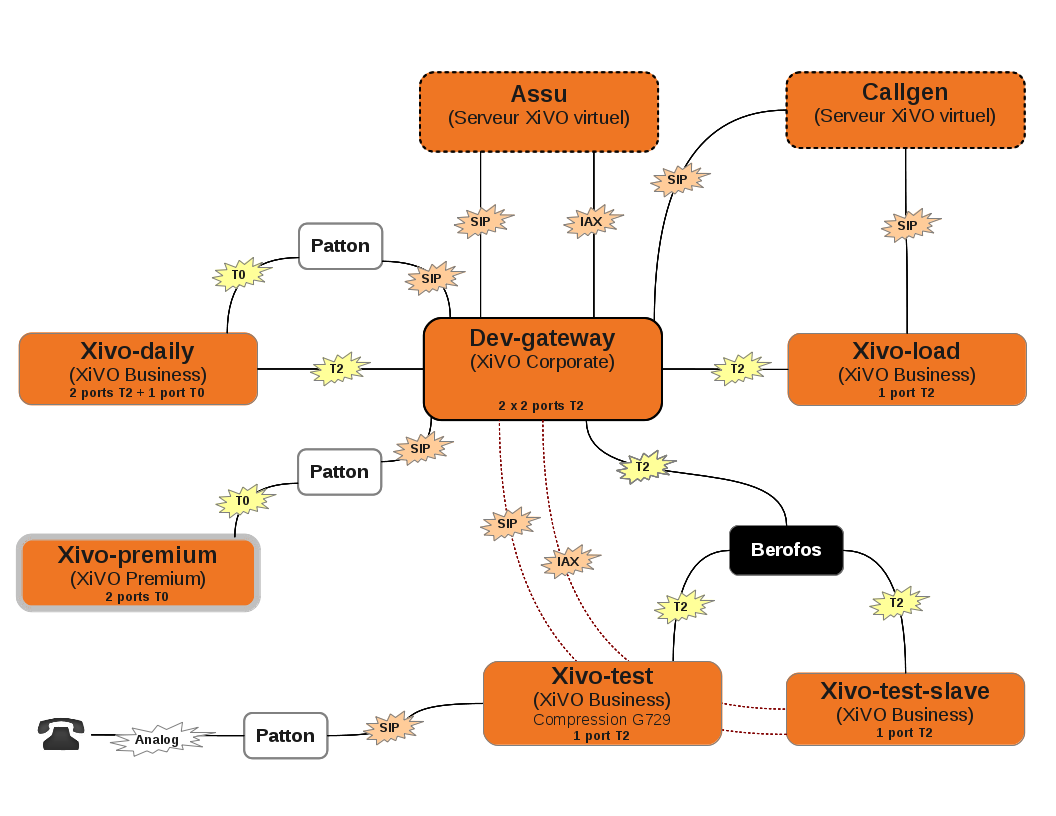 Assu
(Serveur XiVO virtuel)
Callgen
(Serveur XiVO virtuel)
SIP
SIP
IAX
SIP
Patton
T0
SIP
Xivo-daily
(XiVO Business)
2 ports T2 + 1 port T0
T2
Dev-gateway
(XiVO Corporate)
2 x 2 ports T2
T2
Xivo-load
(XiVO Business)
1 port T2
SIP
Patton
T0
T2
Xivo-premium
(XiVO Premium)
2 ports T0
SIP
IAX
Berofos
T2
T2
Xivo-test
(XiVO Business)
Compression G729
1 port T2
Xivo-test-slave
(XiVO Business)
1 port T2
Analog
Patton
SIP